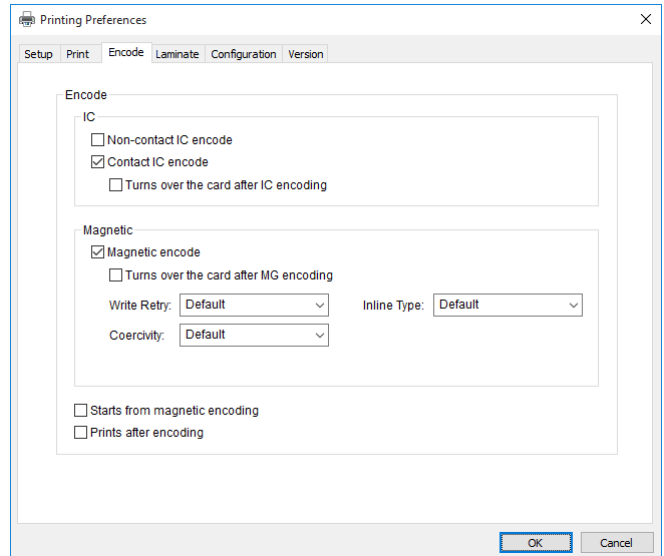 Printing Preferences
Setup Print Encode Laminate Configuration Version
Encode
IC
Non-contact IC encode
Contact IC encode
Turns over the card after IC encoding
Magnetic
Magnetic encode
Turns over the card after MG encoding
Write Retry: Default Inline Type: Default
Coercivity: Default
Starts from magnetic encoding
Prints after encoding
OK Cancel